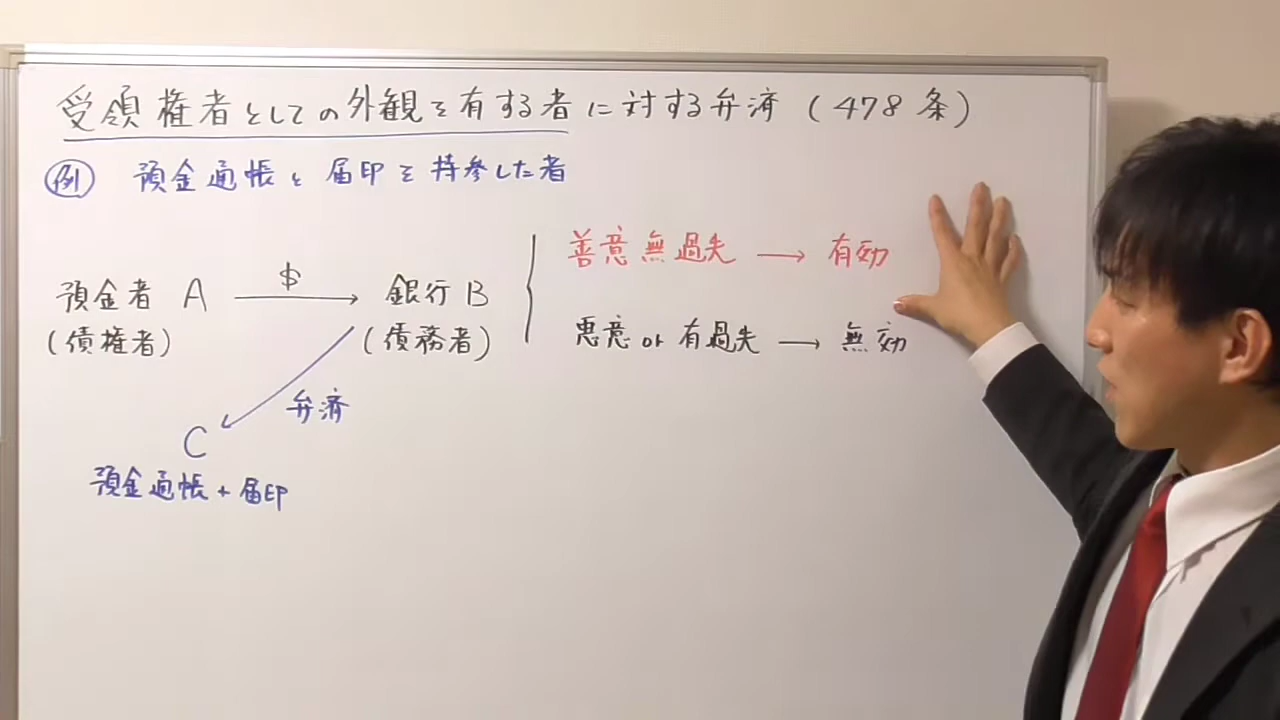 受領権者としての外観を有する者に対する弁済(478条)
例 預金通帳と届印を持参した者
預金者 A
(債権者)
$
銀行 B
(債務者)
善意無過失 → 有効
悪意 or 有過失 → 無効
弁済
C
預金通帳+届印